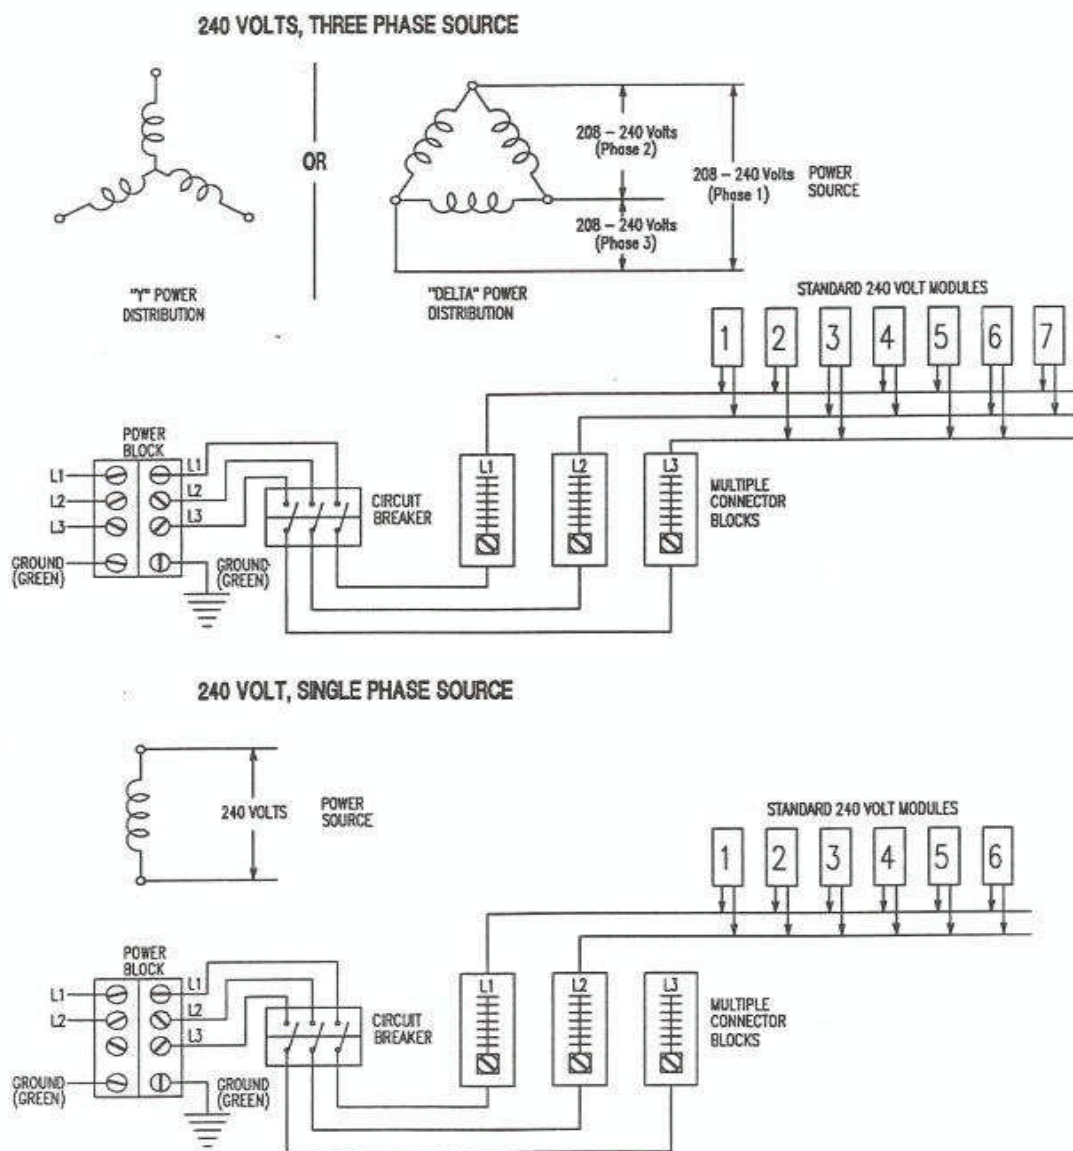 240 VOLTS, THREE PHASE SOURCE
OR
208 - 240 Volts
(Phase 2)
208 - 240 Volts
(Phase 1)
POWER
SOURCE
208 - 240 Volts
(Phase 3)
"Y" POWER
DISTRIBUTION
"DELTA" POWER
DISTRIBUTION
STANDARD 240 VOLT MODULES
1 2 3 4 5 6 7
POWER
BLOCK
L1 L1
L2 L2
L3 L3
GROUND
(GREEN)
GROUND
(GREEN)
CIRCUIT
BREAKER
L1 L2 L3
MULTIPLE
CONNECTOR
BLOCKS
240 VOLT, SINGLE PHASE SOURCE
240 VOLTS
POWER
SOURCE
STANDARD 240 VOLT MODULES
1 2 3 4 5 6
POWER
BLOCK
L1 L1
L2 L2
L3
GROUND
(GREEN)
GROUND
(GREEN)
CIRCUIT
BREAKER
L1 L2 L3
MULTIPLE
CONNECTOR
BLOCKS